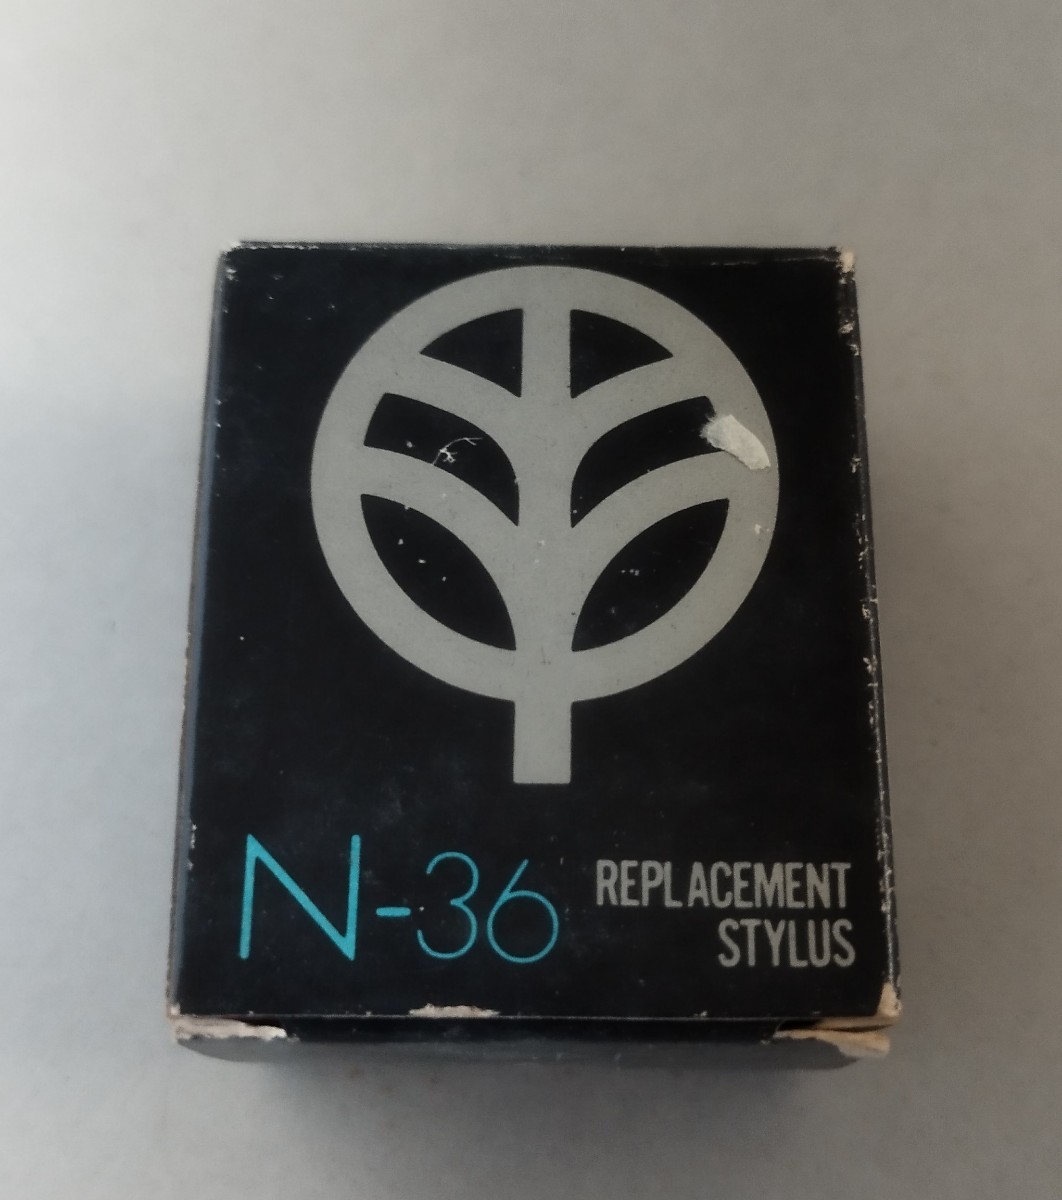 N-36
REPLACEMENT
STYLUS